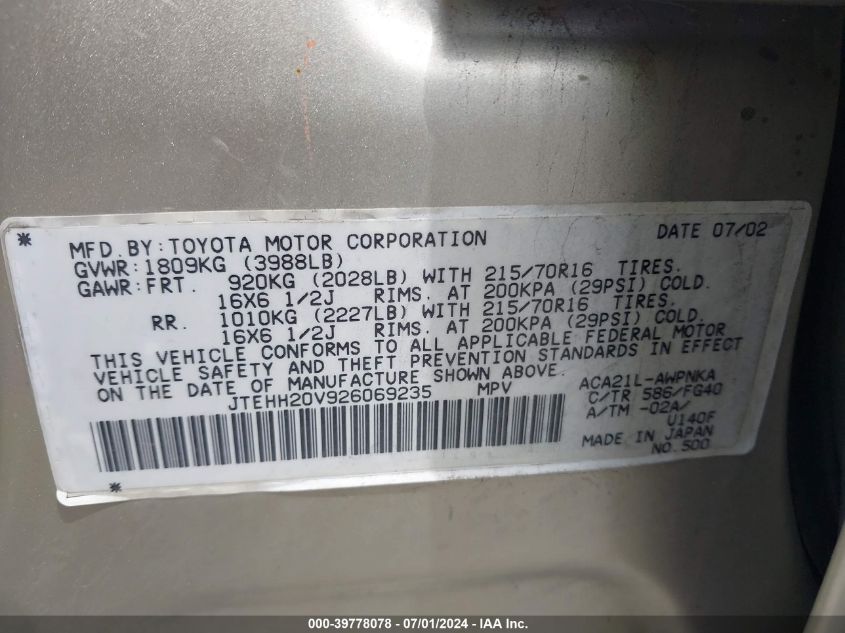 MFD. BY: TOYOTA MOTOR CORPORATION DATE 07/02
GVWR: 1809KG (3988LB)
GAWR: FRT. 920KG (2028LB) WITH 215/70R16 TIRES.
16X6 1/2J RIMS. AT 200KPA (29PSI) COLD.
RR. 1010KG (2227LB) WITH 215/70R16 TIRES.
16X6 1/2J RIMS. AT 200KPA (29PSI) COLD.
THIS VEHICLE CONFORMS TO ALL APPLICABLE FEDERAL MOTOR
VEHICLE SAFETY AND THEFT PREVENTION STANDARDS IN EFFECT
ON THE DATE OF MANUFACTURE SHOWN ABOVE.
JTEHH20V926069235 MPV
ACA21L-AWPNKA
C/TR 586/FG40
A/TM -02A/
U140F
MADE IN JAPAN
NO. 500
000-39778078 - 07/01/2024 - IAA Inc.